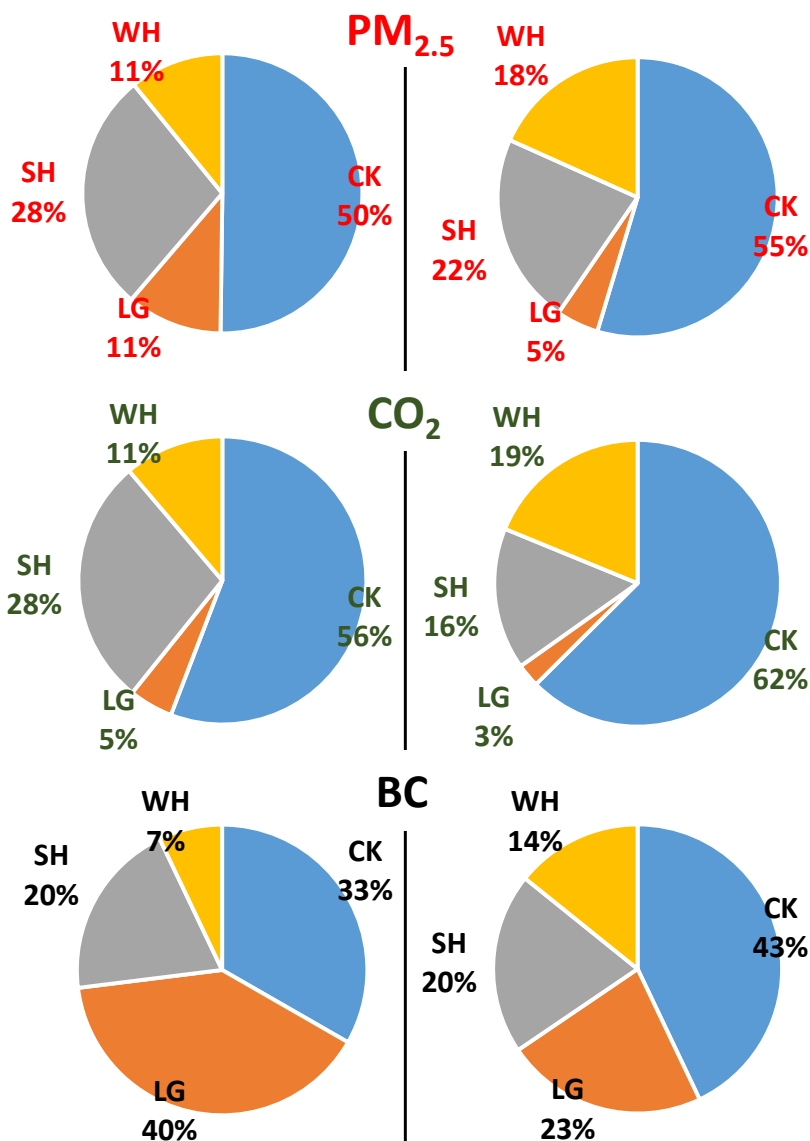 PM2.5
WH
11%
CK
50%
SH
28%
LG
11%
WH
18%
CK
55%
SH
22%
LG
5%
CO2
WH
11%
SH
28%
CK
56%
LG
5%
WH
19%
SH
16%
CK
62%
LG
3%
BC
WH
7%
SH
20%
CK
33%
LG
40%
WH
14%
CK
43%
SH
20%
LG
23%